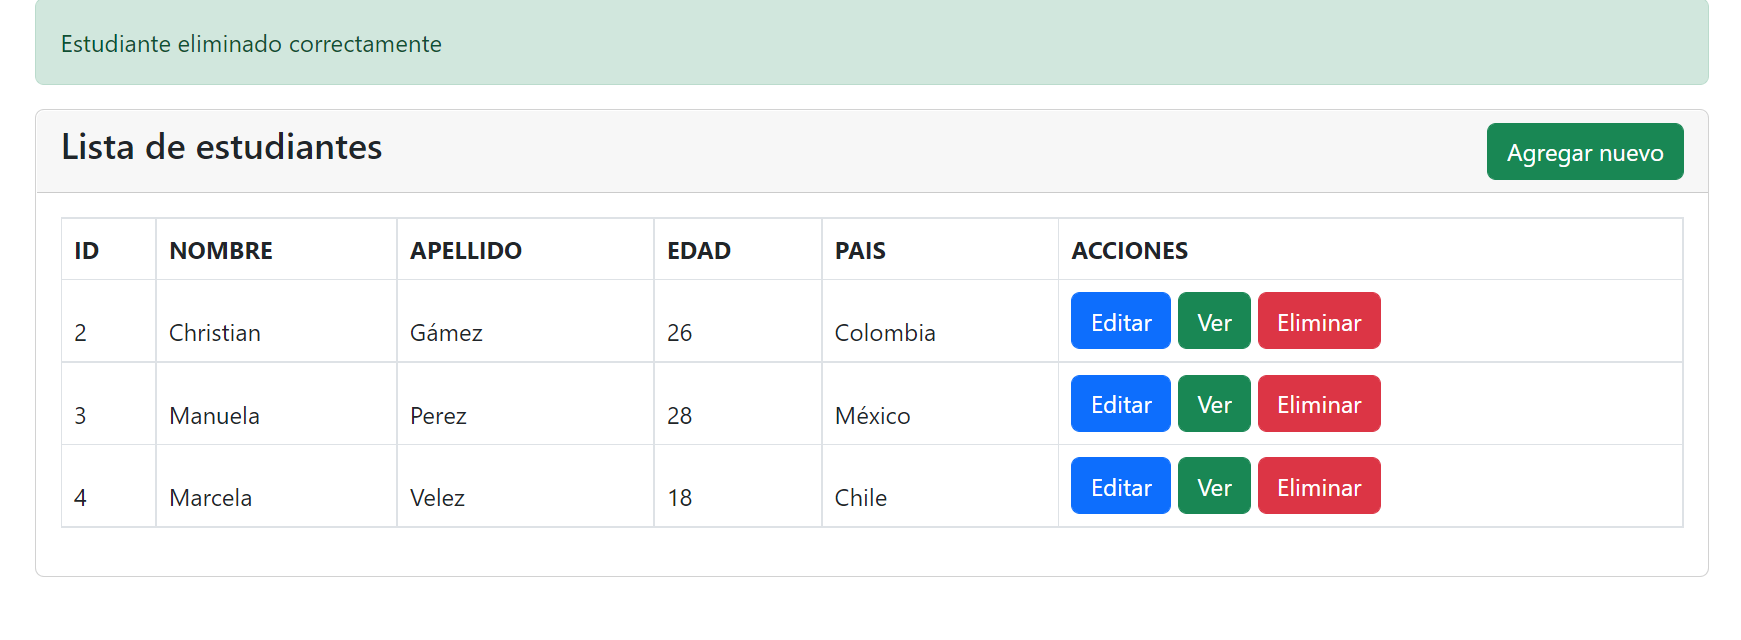 Estudiante eliminado correctamente
Lista de estudiantes
Agregar nuevo
ID NOMBRE APELLIDO EDAD PAIS ACCIONES
2 Christian Gámez 26 Colombia Editar Ver Eliminar
3 Manuela Perez 28 México Editar Ver Eliminar
4 Marcela Velez 18 Chile Editar Ver Eliminar